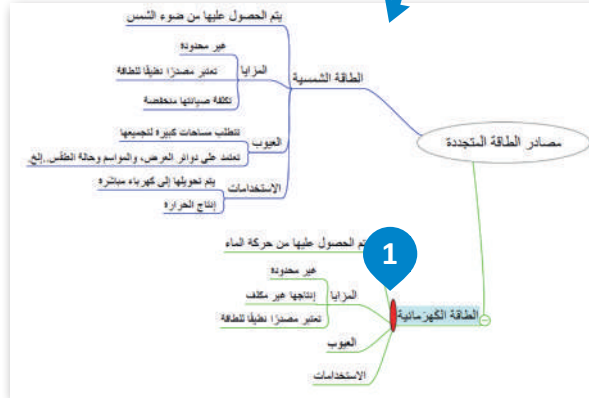 مصادر الطاقة المتجددة
الطاقة الشمسية
يتم الحصول عليها من ضوء الشمس
المزايا
غير محدودة
تعتبر مصدرًا نظيفًا للطاقة
تكلفة صيانتها منخفضة
العيوب
تتطلب مساحات كبيرة لتجميعها
تعتمد على دوائر العرض، والمواسم وحالة الطقس..إلخ.
الاستخدامات
يتم تحويلها إلى كهرباء مباشرة
إنتاج الحرارة
الطاقة الكهرمائية
1
يتم الحصول عليها من حركة الماء
المزايا
غير محدودة
إنتاجها غير مكلف
تعتبر مصدرًا نظيفًا للطاقة
العيوب
الاستخدامات